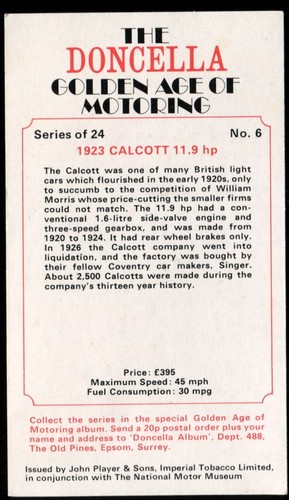 THE
DONCELLA
GOLDEN AGE OF
MOTORING
Series of 24 No. 6
1923 CALCOTT 11.9 hp
The Calcott was one of many British light
cars which flourished in the early 1920s, only
to succumb to the competition of William
Morris whose price-cutting the smaller firms
could not match. The 11.9 hp had a con-
ventional 1.6-litre side-valve engine and
three-speed gearbox, and was made from
1920 to 1924. It had rear wheel brakes only.
In 1926 the Calcott company went into
liquidation, and the factory was bought by
their fellow Coventry car makers, Singer.
About 2,500 Calcotts were made during the
company's thirteen year history.
Price: £395
Maximum Speed: 45 mph
Fuel Consumption: 30 mpg
Collect the series in the special Golden Age of
Motoring album. Send a 20p postal order plus your
name and address to 'Doncella Album', Dept. 488,
The Old Pines, Epsom, Surrey.
Issued by John Player & Sons, Imperial Tobacco Limited,
in conjunction with The National Motor Museum